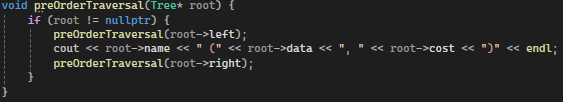 void preOrderTraversal(Tree* root) {
if (root != nullptr) {
preOrderTraversal(root->left);
cout << root->name << " (" << root->data << ", " << root->cost << ")" << endl;
preOrderTraversal(root->right);
}
}